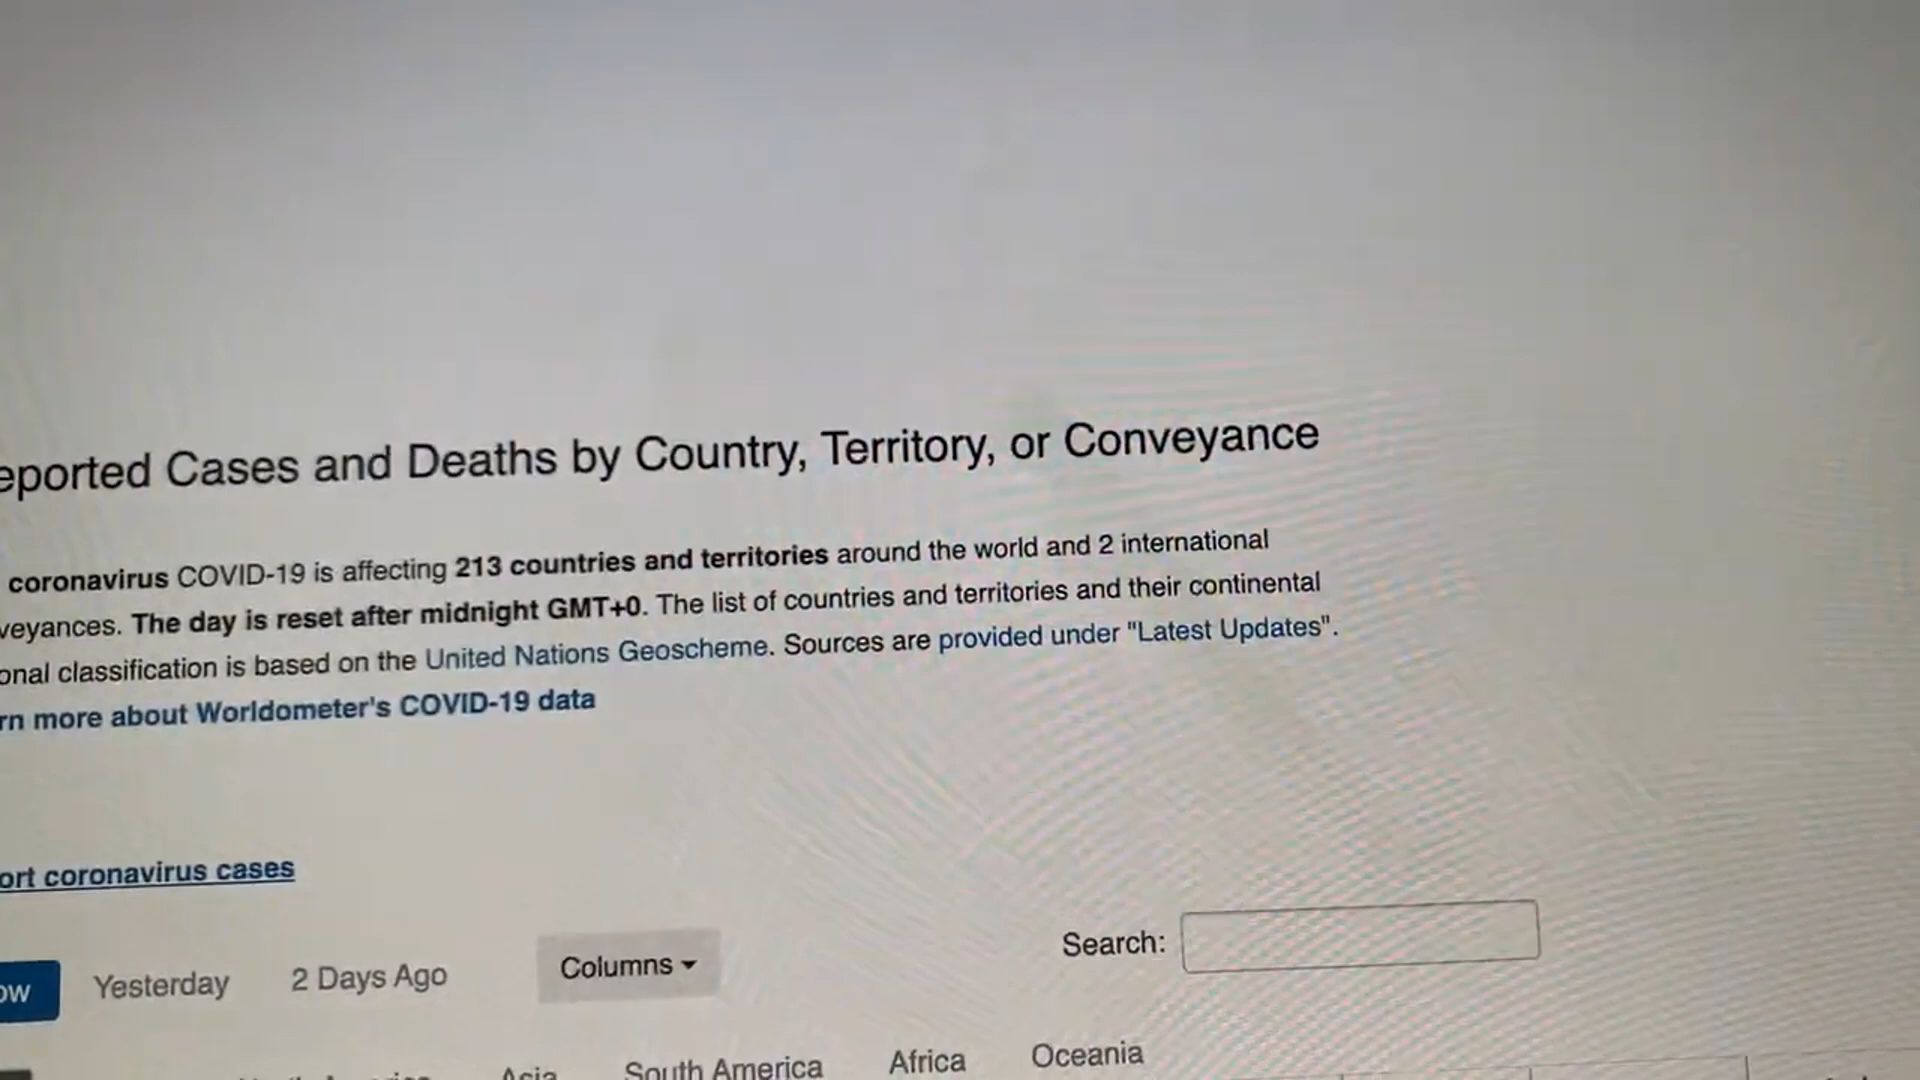 eported Cases and Deaths by Country, Territory, or Conveyance
coronavirus COVID-19 is affecting 213 countries and territories around the world and 2 international
veyances. The day is reset after midnight GMT+0. The list of countries and territories and their continental
onal classification is based on the United Nations Geoscheme. Sources are provided under "Latest Updates".
rn more about Worldometer's COVID-19 data
ort coronavirus cases
ow Yesterday 2 Days Ago Columns Search:
Asia South America Africa Oceania